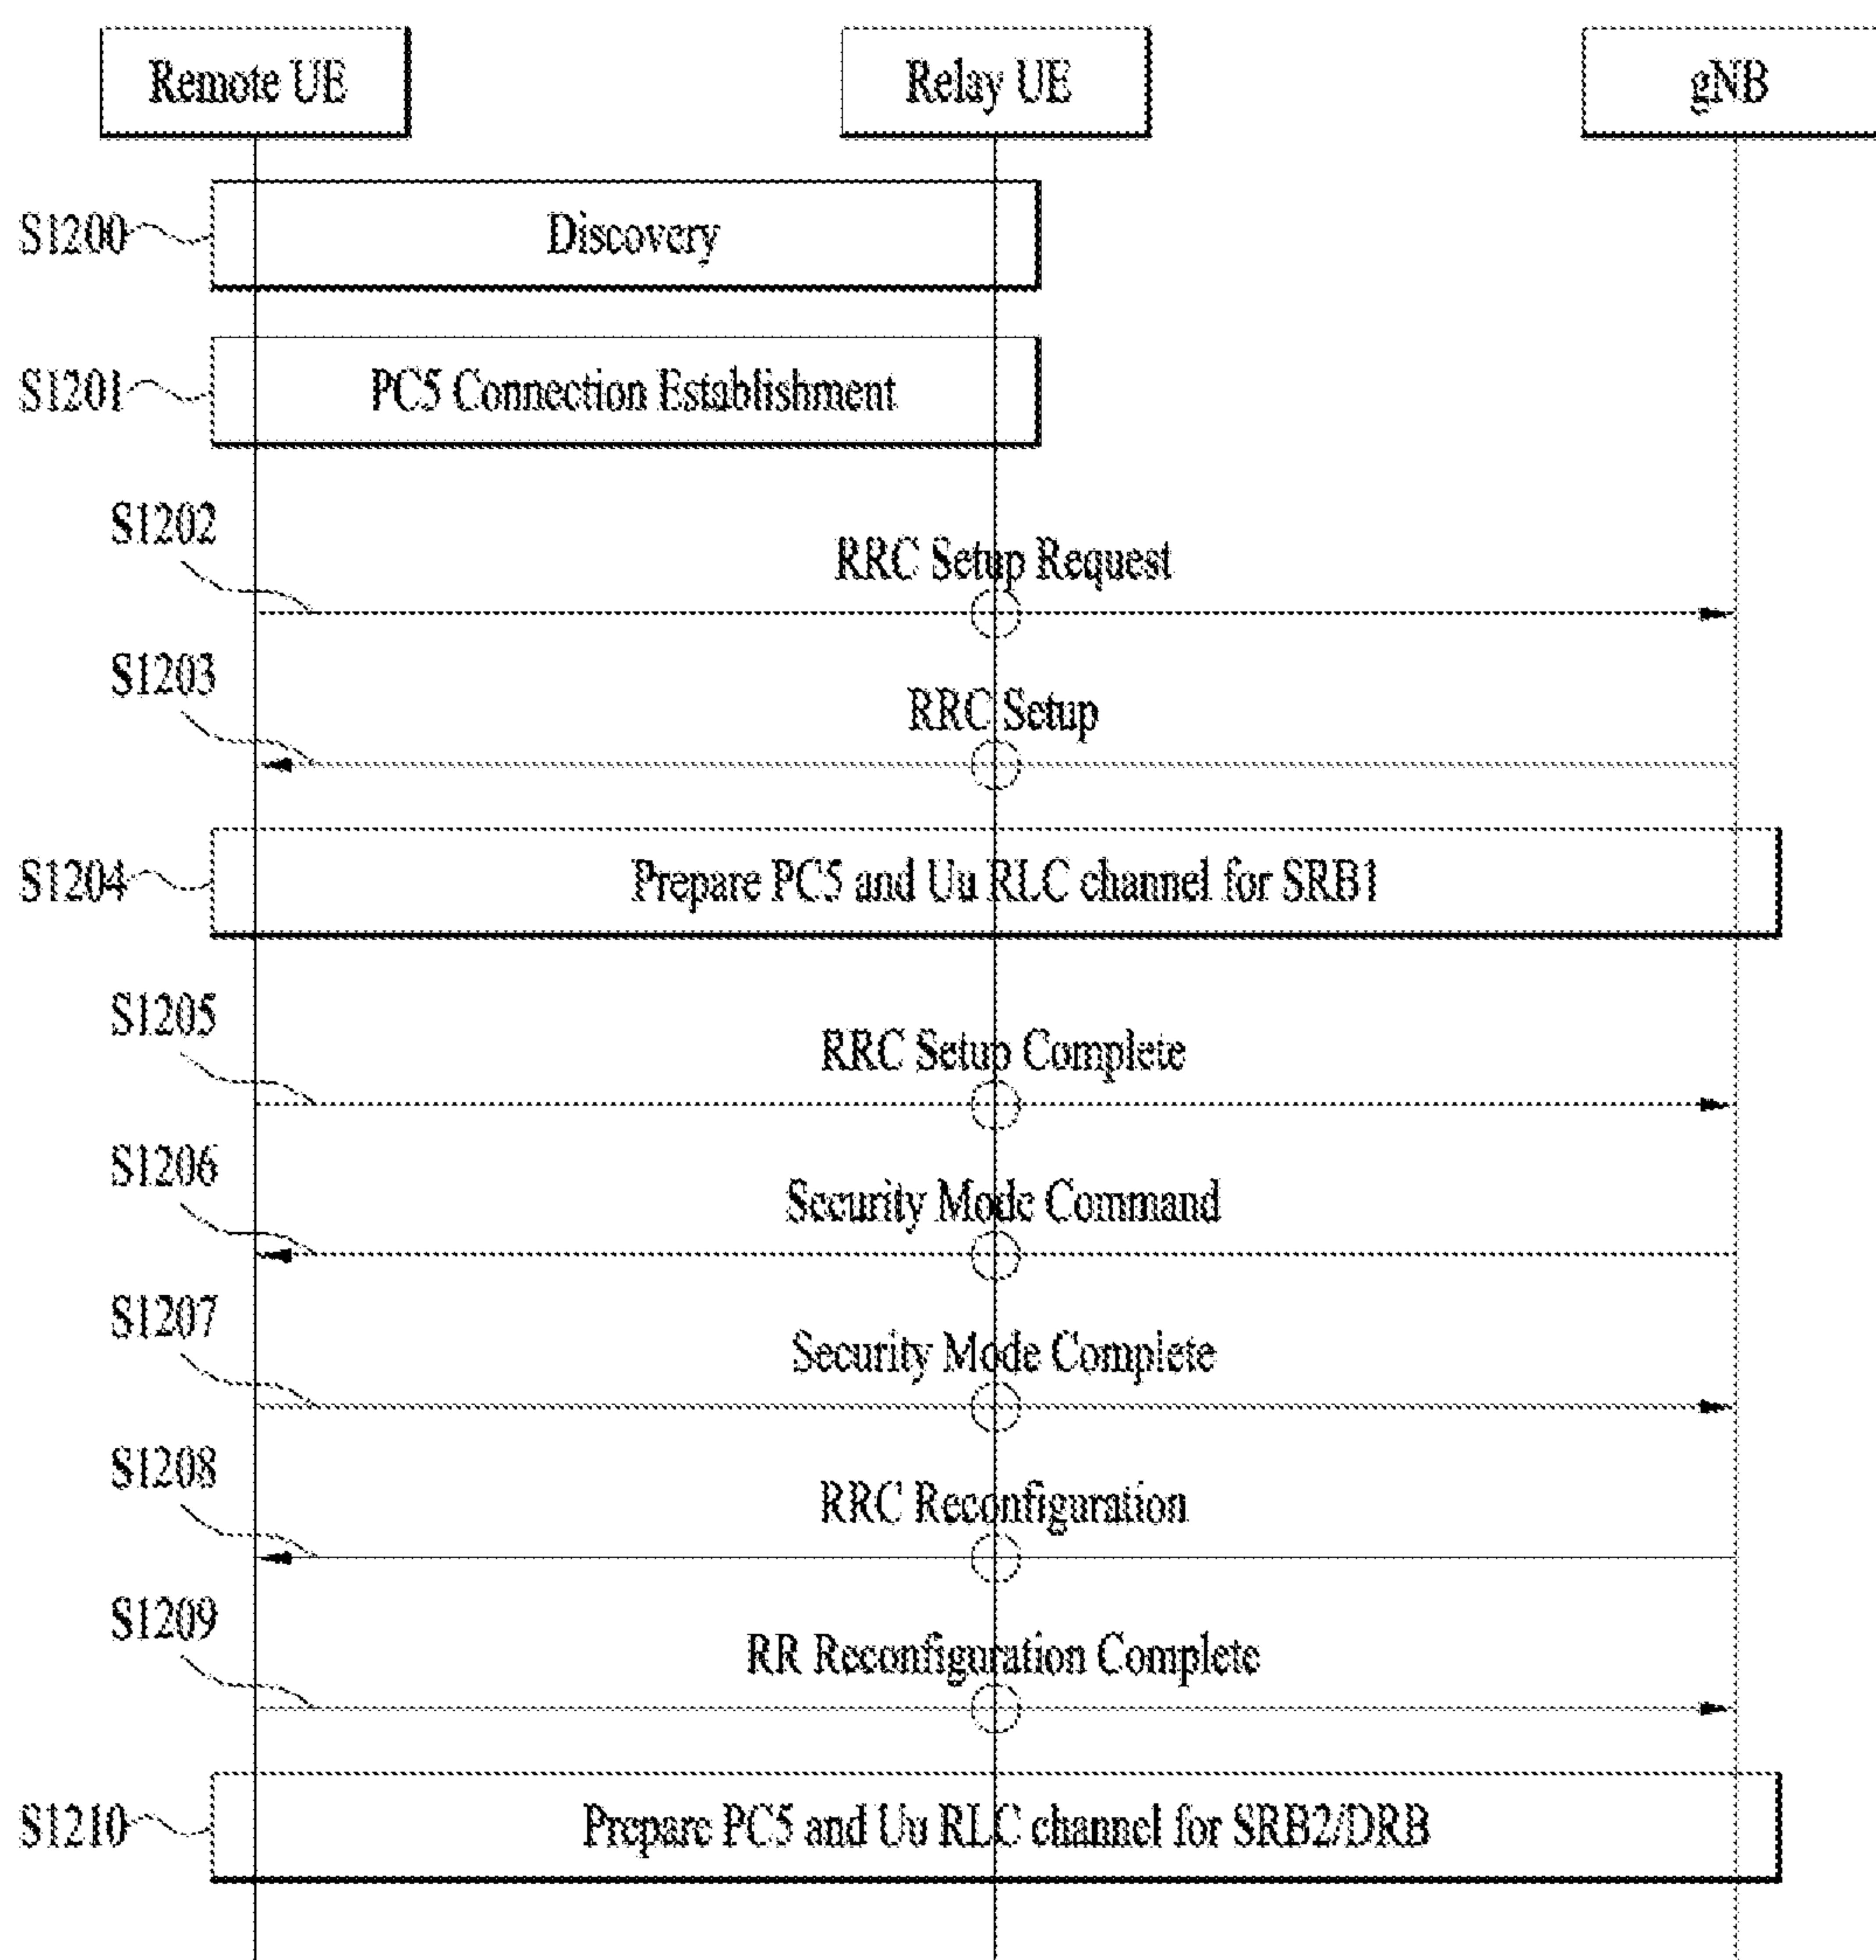 Remote UE
Relay UE
gNB
S1200
Discovery
S1201
PC5 Connection Establishment
S1202
RRC Setup Request
S1203
RRC Setup
S1204
Prepare PC5 and Uu RLC channel for SRB1
S1205
RRC Setup Complete
S1206
Security Mode Command
S1207
Security Mode Complete
S1208
RRC Reconfiguration
S1209
RR Reconfiguration Complete
S1210
Prepare PC5 and Uu RLC channel for SRB2/DRB